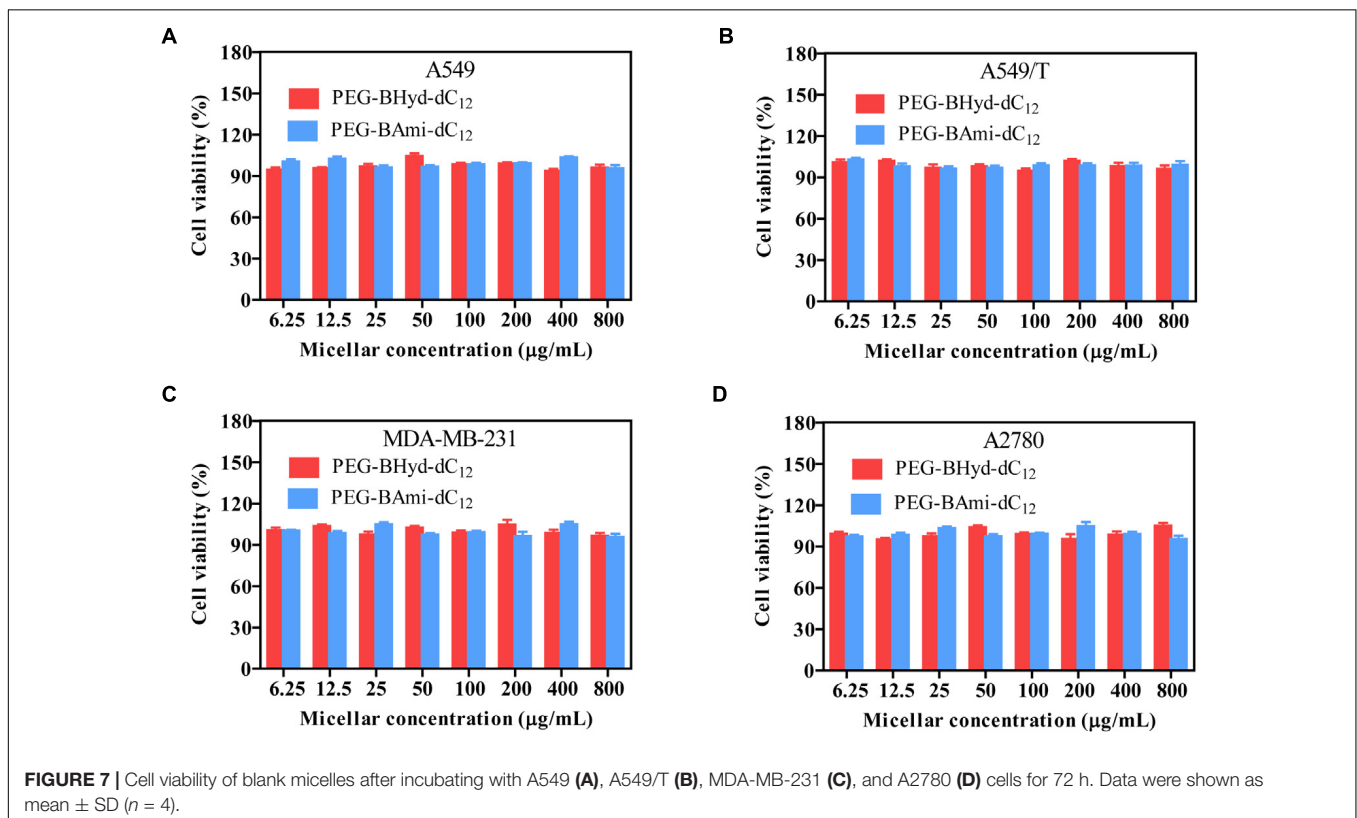 A
180
150
120
90
60
30
0
Cell viability (%)
A549
PEG-BHyd-dC12
PEG-BAmi-dC12
6.25 12.5 25 50 100 200 400 800
Micellar concentration (μg/mL)
B
180
150
120
90
60
30
0
Cell viability (%)
A549/T
PEG-BHyd-dC12
PEG-BAmi-dC12
6.25 12.5 25 50 100 200 400 800
Micellar concentration (μg/mL)
C
180
150
120
90
60
30
0
Cell viability (%)
MDA-MB-231
PEG-BHyd-dC12
PEG-BAmi-dC12
6.25 12.5 25 50 100 200 400 800
Micellar concentration (μg/mL)
D
180
150
120
90
60
30
0
Cell viability (%)
A2780
PEG-BHyd-dC12
PEG-BAmi-dC12
6.25 12.5 25 50 100 200 400 800
Micellar concentration (μg/mL)
FIGURE 7 | Cell viability of blank micelles after incubating with A549 (A), A549/T (B), MDA-MB-231 (C), and A2780 (D) cells for 72 h. Data were shown as
mean ± SD (n = 4).